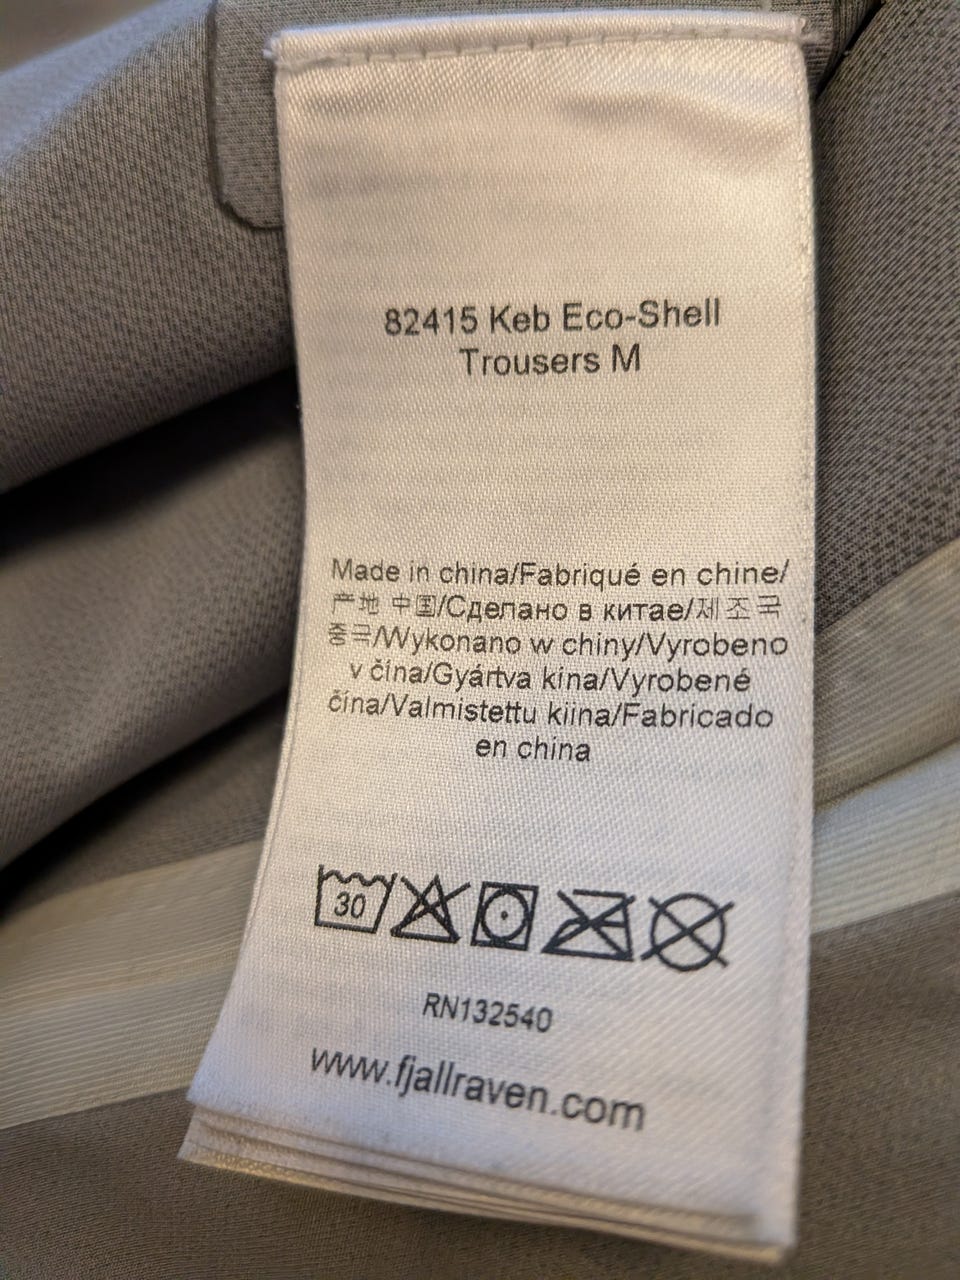 82415 Keb Eco-Shell
Trousers M
Made in china/Fabriqué en chine/
产地 中国/Сделано в китае/제조국
중국/Wykonano w chiny/Vyrobeno
v čína/Gyártva kína/Vyrobené
čína/Valmistettu kiina/Fabricado
en china
30
RN132540
www.fjallraven.com